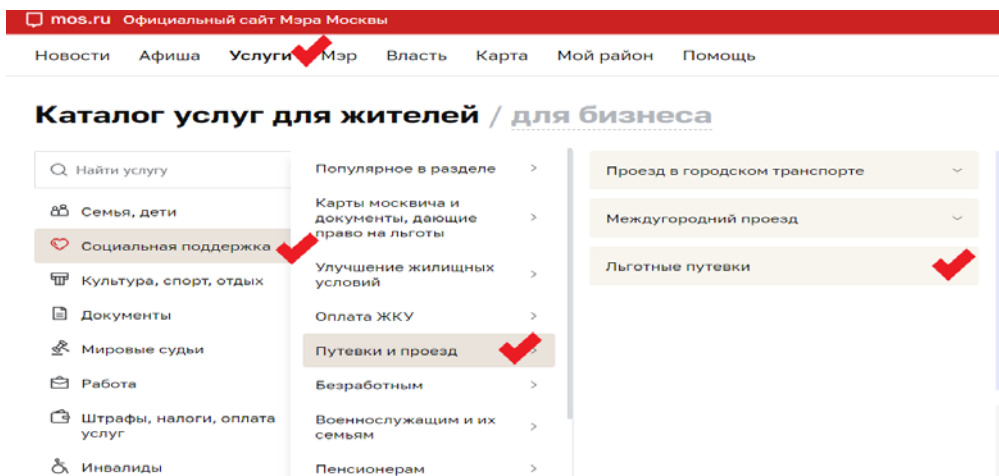 mos.ru Официальный сайт Мэра Москвы
Новости Афиша Услуги Мэр Власть Карта Мой район Помощь
Каталог услуг для жителей / для бизнеса
Найти услугу
Семья, дети
Социальная поддержка
Культура, спорт, отдых
Документы
Мировые судьи
Работа
Штрафы, налоги, оплата
услуг
Инвалиды
Популярное в разделе
Карты москвича и
документы, дающие
право на льготы
Улучшение жилищных
условий
Оплата ЖКУ
Путевки и проезд
Безработным
Военнослужащим и их
семьям
Пенсионерам
Проезд в городском транспорте
Междугородний проезд
Льготные путевки